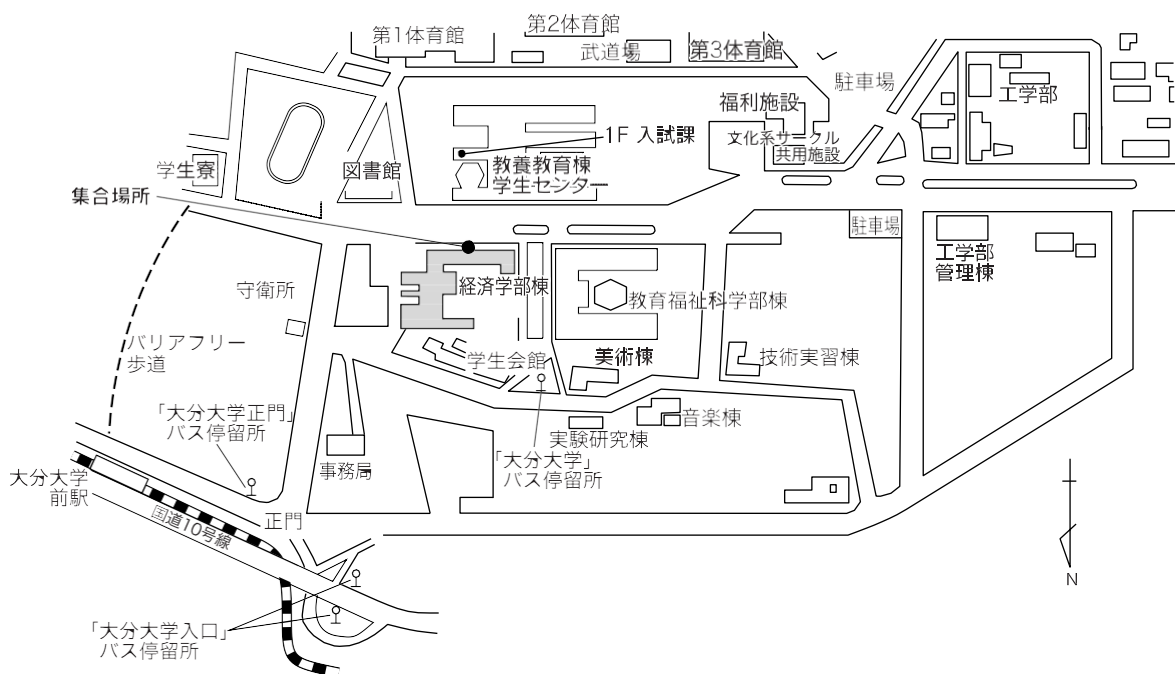 第1体育館
第2体育館
武道場
第3体育館
駐車場
工学部
福利施設
文化系サークル
共用施設
1F 入試課
教養教育棟
学生センター
学生寮
図書館
集合場所
駐車場
工学部
管理棟
経済学部棟
教育福祉科学部棟
守衛所
バリアフリー
歩道
学生会館
美術棟
技術実習棟
「大分大学正門」
バス停留所
音楽棟
実験研究棟
事務局
「大分大学」
バス停留所
大分大学
前駅
国道10号線
正門
N
「大分大学入口」
バス停留所